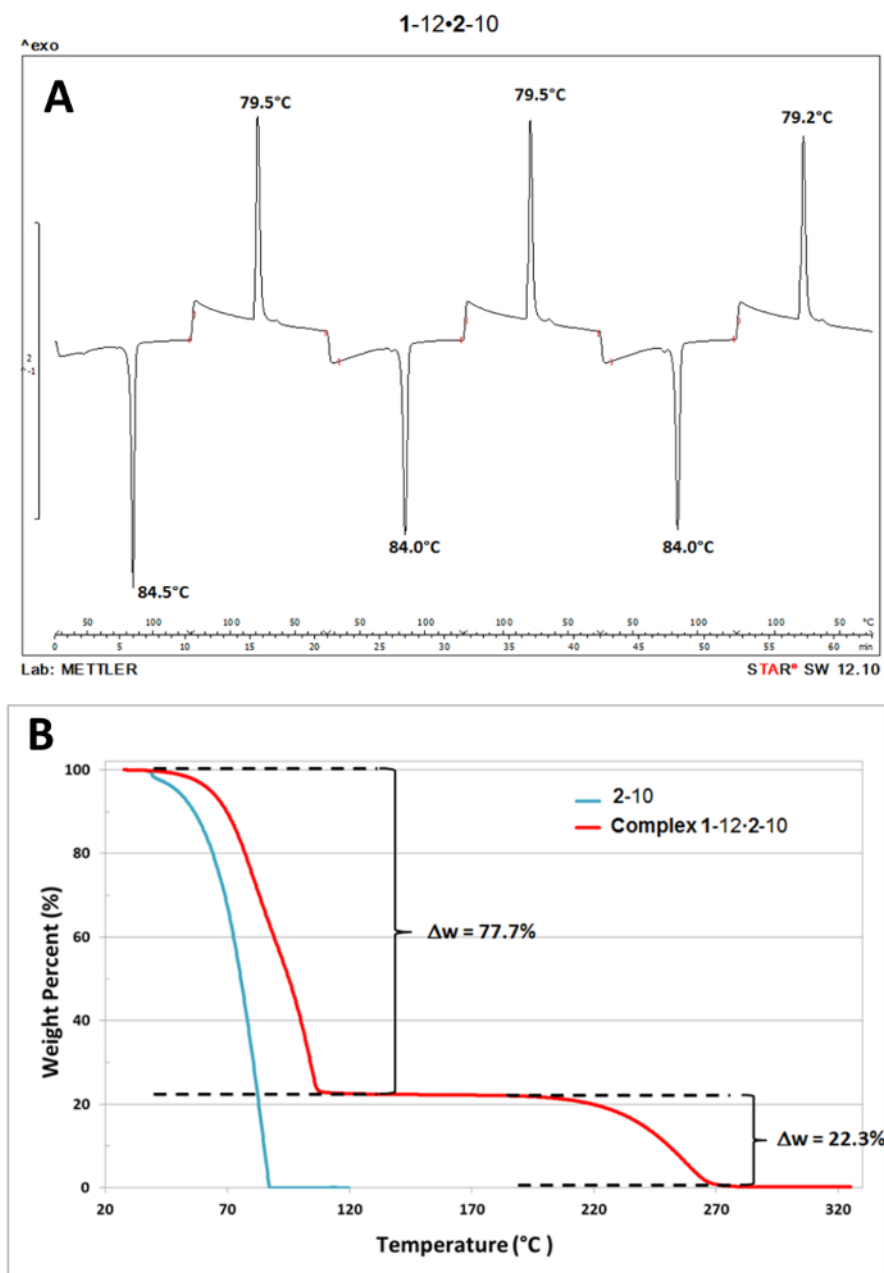 1-12•2-10
^exo
A
79.5°C
79.5°C
79.2°C
2
^-1
84.5°C
84.0°C
84.0°C
50 100 100 50 50 100 100 50 50 100 100 50 °C
0 5 10 15 20 25 30 35 40 45 50 55 60 min
Lab: METTLER
STARᵉ SW 12.10
B
100
80
60
40
20
0
Weight Percent (%)
2-10
Complex 1-12·2-10
Δw = 77.7%
Δw = 22.3%
20 70 120 170 220 270 320
Temperature (°C )